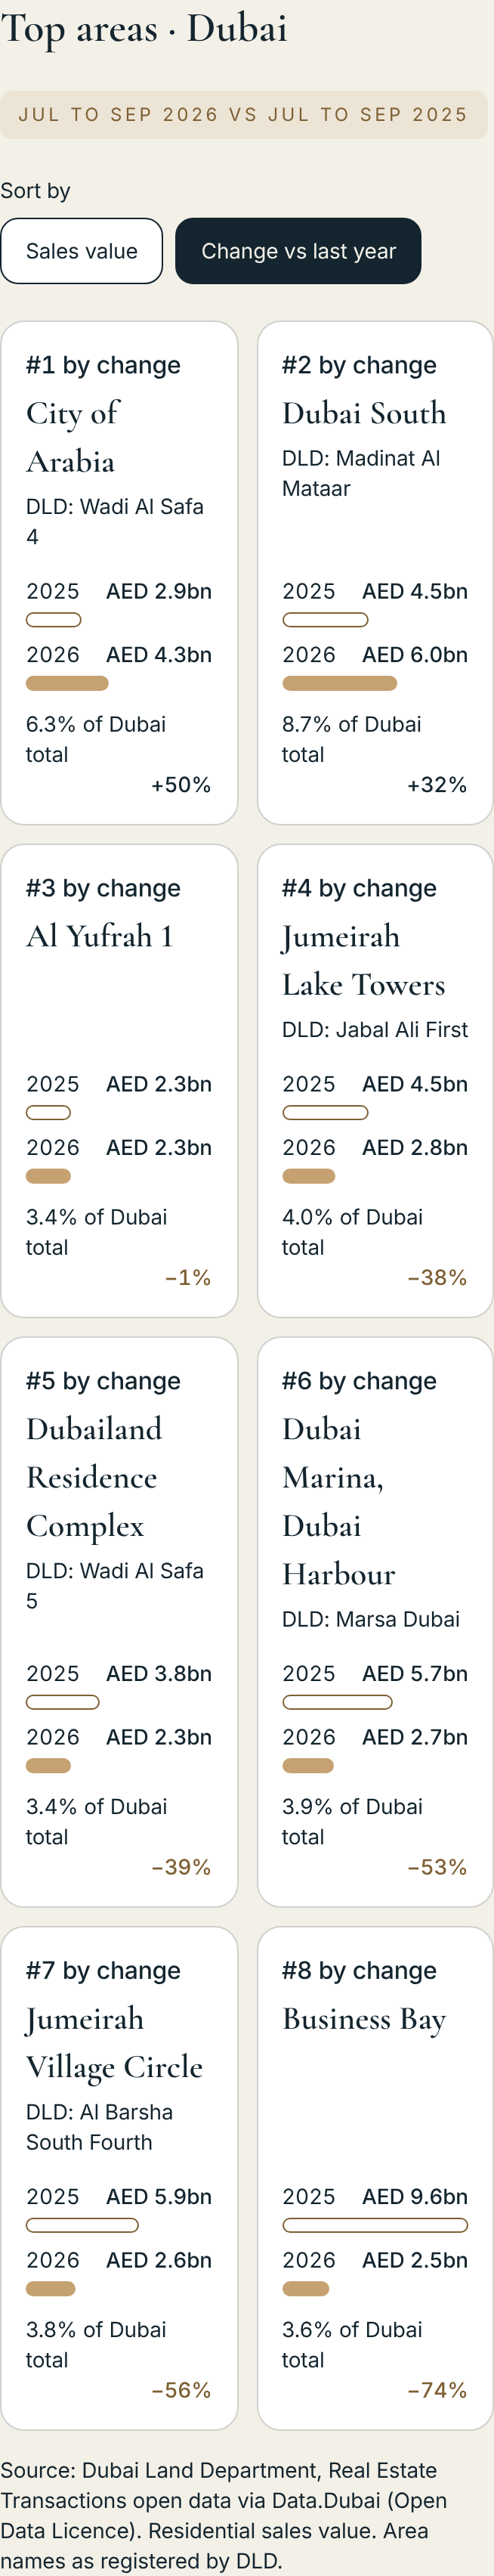 Top areas · Dubai
JUL TO SEP 2026 VS JUL TO SEP 2025
Sort by
Sales value
Change vs last year
#1 by change
City of
Arabia
DLD: Wadi Al Safa
4
2025 AED 2.9bn
2026 AED 4.3bn
6.3% of Dubai
total
+50%
#2 by change
Dubai South
DLD: Madinat Al
Mataar
2025 AED 4.5bn
2026 AED 6.0bn
8.7% of Dubai
total
+32%
#3 by change
Al Yufrah 1
2025 AED 2.3bn
2026 AED 2.3bn
3.4% of Dubai
total
−1%
#4 by change
Jumeirah
Lake Towers
DLD: Jabal Ali First
2025 AED 4.5bn
2026 AED 2.8bn
4.0% of Dubai
total
−38%
#5 by change
Dubailand
Residence
Complex
DLD: Wadi Al Safa
5
2025 AED 3.8bn
2026 AED 2.3bn
3.4% of Dubai
total
−39%
#6 by change
Dubai
Marina,
Dubai
Harbour
DLD: Marsa Dubai
2025 AED 5.7bn
2026 AED 2.7bn
3.9% of Dubai
total
−53%
#7 by change
Jumeirah
Village Circle
DLD: Al Barsha
South Fourth
2025 AED 5.9bn
2026 AED 2.6bn
3.8% of Dubai
total
−56%
#8 by change
Business Bay
2025 AED 9.6bn
2026 AED 2.5bn
3.6% of Dubai
total
−74%
Source: Dubai Land Department, Real Estate
Transactions open data via Data.Dubai (Open
Data Licence). Residential sales value. Area
names as registered by DLD.